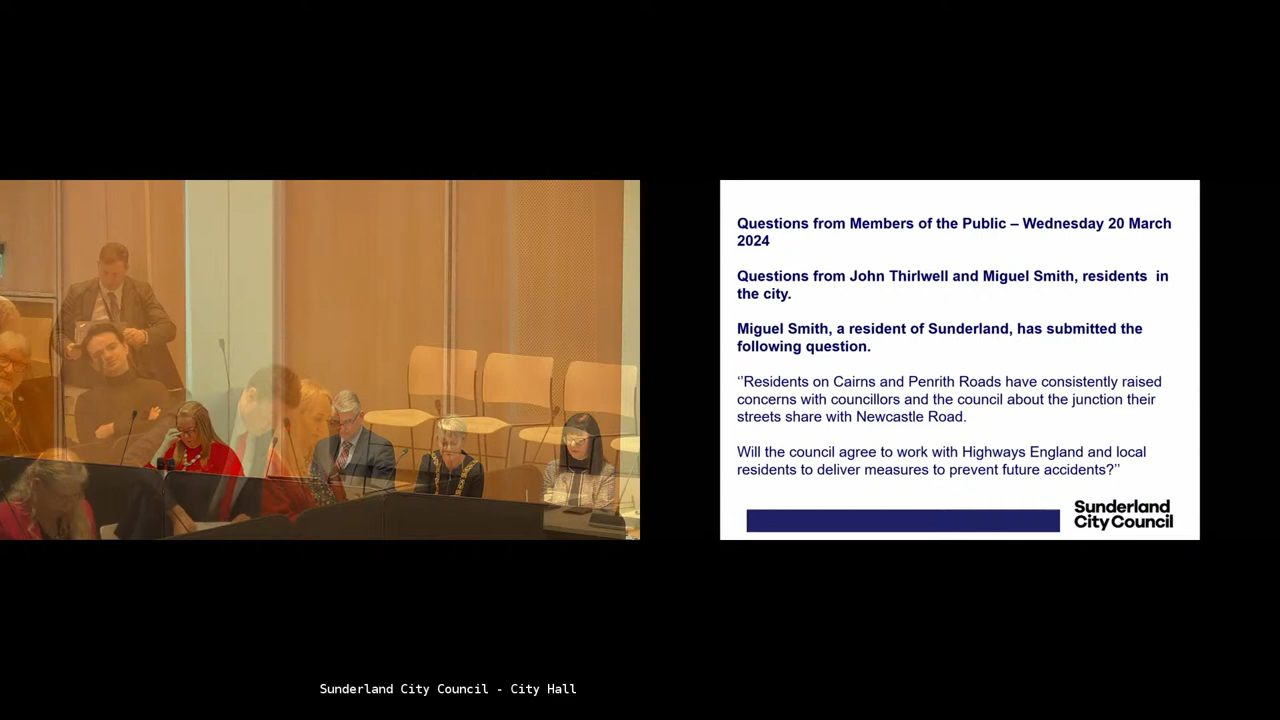 Questions from Members of the Public – Wednesday 20 March
2024
Questions from John Thirlwell and Miguel Smith, residents  in
the city.
Miguel Smith, a resident of Sunderland, has submitted the
following question.
‘’Residents on Cairns and Penrith Roads have consistently raised
concerns with councillors and the council about the junction their
streets share with Newcastle Road.
Will the council agree to work with Highways England and local
residents to deliver measures to prevent future accidents?’’
Sunderland
City Council
Sunderland City Council - City Hall